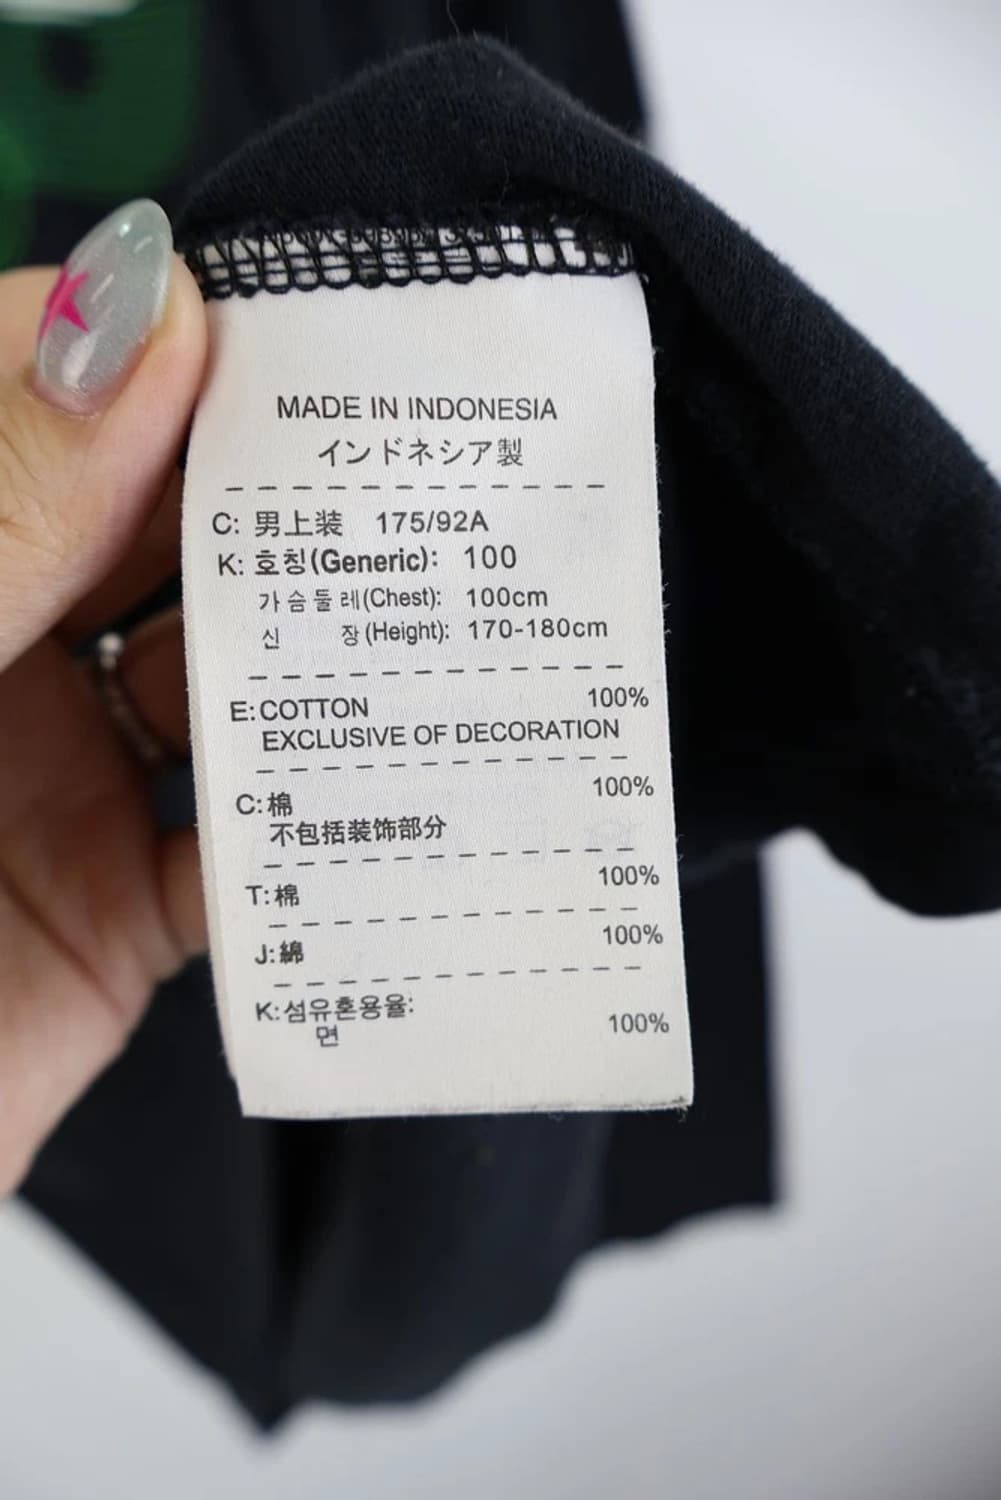 MADE IN INDONESIA
インドネシア製
C: 男上装 175/92A
K: 호칭(Generic): 100
가슴둘레(Chest): 100cm
신 장(Height): 170-180cm
E: COTTON 100%
EXCLUSIVE OF DECORATION
C: 棉 100%
不包括装饰部分
T: 棉 100%
J: 綿 100%
K: 섬유혼용율:
면 100%